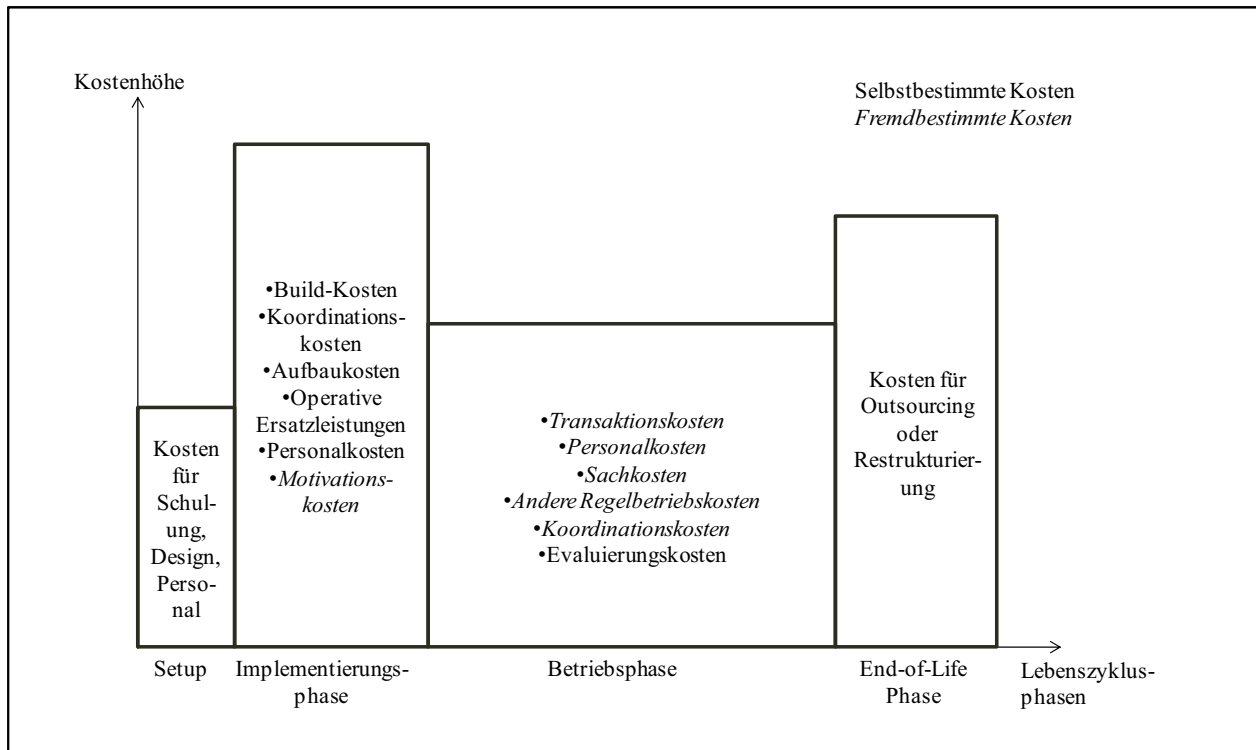 Kostenhöhe
Selbstbestimmte Kosten
Fremdbestimmte Kosten
Kosten
für
Schul-
ung,
Design,
Perso-
nal
•Build-Kosten
•Koordinations-
kosten
•Aufbaukosten
•Operative
Ersatzleistungen
•Personalkosten
•Motivations-
kosten
•Transaktionskosten
•Personalkosten
•Sachkosten
•Andere Regelbetriebskosten
•Koordinationskosten
•Evaluierungskosten
Kosten für
Outsourcing
oder
Restrukturier-
ung
Setup
Implementierungs-
phase
Betriebsphase
End-of-Life
Phase
Lebenszyklus-
phasen